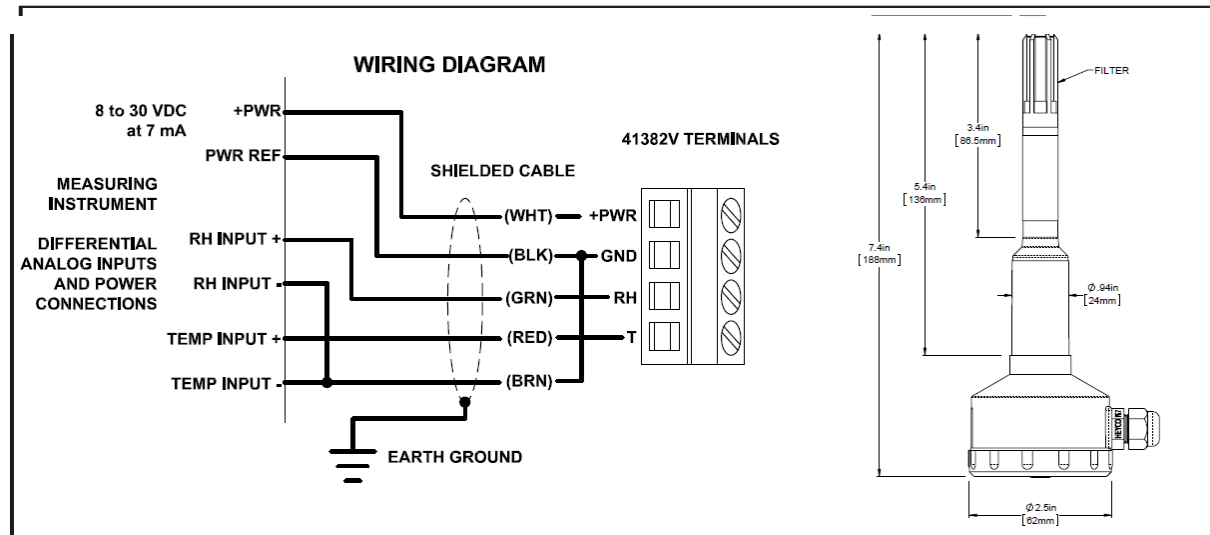 WIRING DIAGRAM
8 to 30 VDC
at 7 mA
+PWR
PWR REF
MEASURING
INSTRUMENT
DIFFERENTIAL
ANALOG INPUTS
AND POWER
CONNECTIONS
RH INPUT +
RH INPUT -
TEMP INPUT +
TEMP INPUT -
SHIELDED CABLE
(WHT)
(BLK)
(GRN)
(RED)
(BRN)
EARTH GROUND
41382V TERMINALS
+PWR
GND
RH
T
FILTER
3.4in
[86.5mm]
5.4in
[136mm]
7.4in
[188mm]
Ø.94in
[24mm]
HEYCO
Ø2.5in
[62mm]